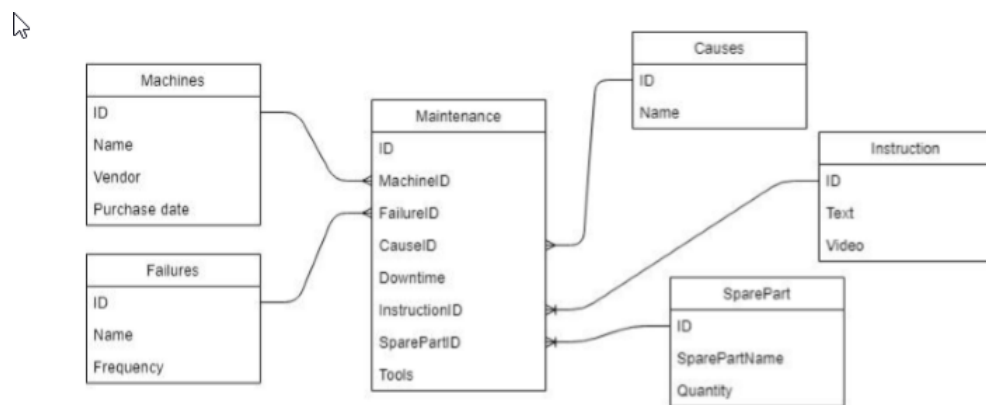 Machines
ID
Name
Vendor
Purchase date
Failures
ID
Name
Frequency
Maintenance
ID
MachineID
FailureID
CauseID
Downtime
InstructionID
SparePartID
Tools
Causes
ID
Name
Instruction
ID
Text
Video
SparePart
ID
SparePartName
Quantity